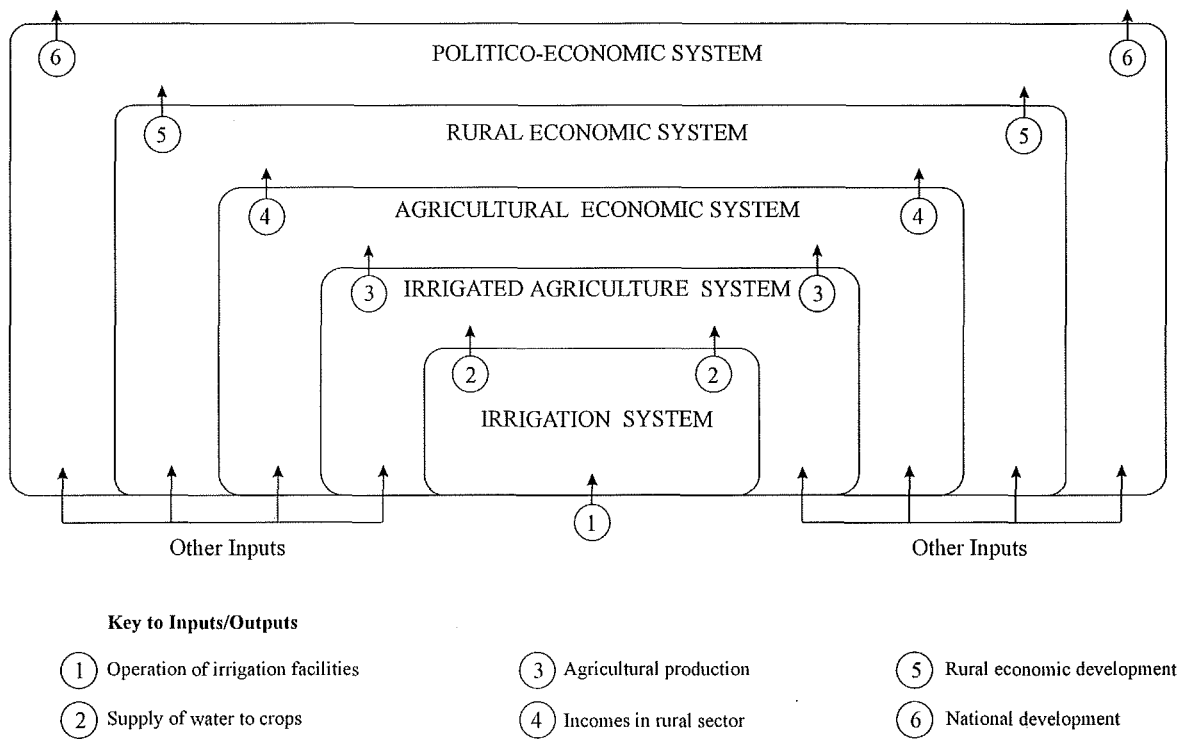 6 6
POLITICO-ECONOMIC SYSTEM
5 5
RURAL ECONOMIC SYSTEM
4 4
AGRICULTURAL ECONOMIC SYSTEM
3 IRRIGATED AGRICULTURE SYSTEM 3
2 2
IRRIGATION SYSTEM
1
Other Inputs Other Inputs
Key to Inputs/Outputs
1 Operation of irrigation facilities 3 Agricultural production 5 Rural economic development
2 Supply of water to crops 4 Incomes in rural sector 6 National development